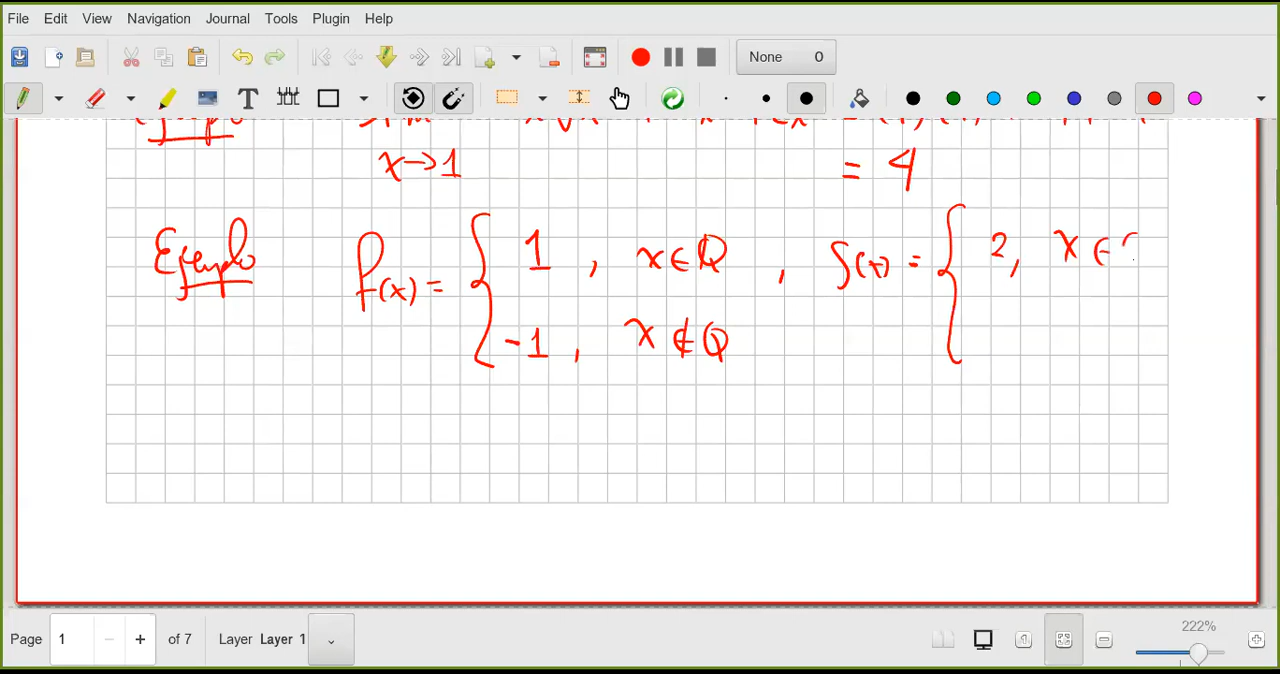 File Edit View Navigation Journal Tools Plugin Help
None 0
T
x→1
= 4
Ejemplo f(x) = { 1 , x∈Q , g(x) = { 2, x ∈
-1 , x ∉ Q
Page 1 of 7 Layer Layer 1 222%